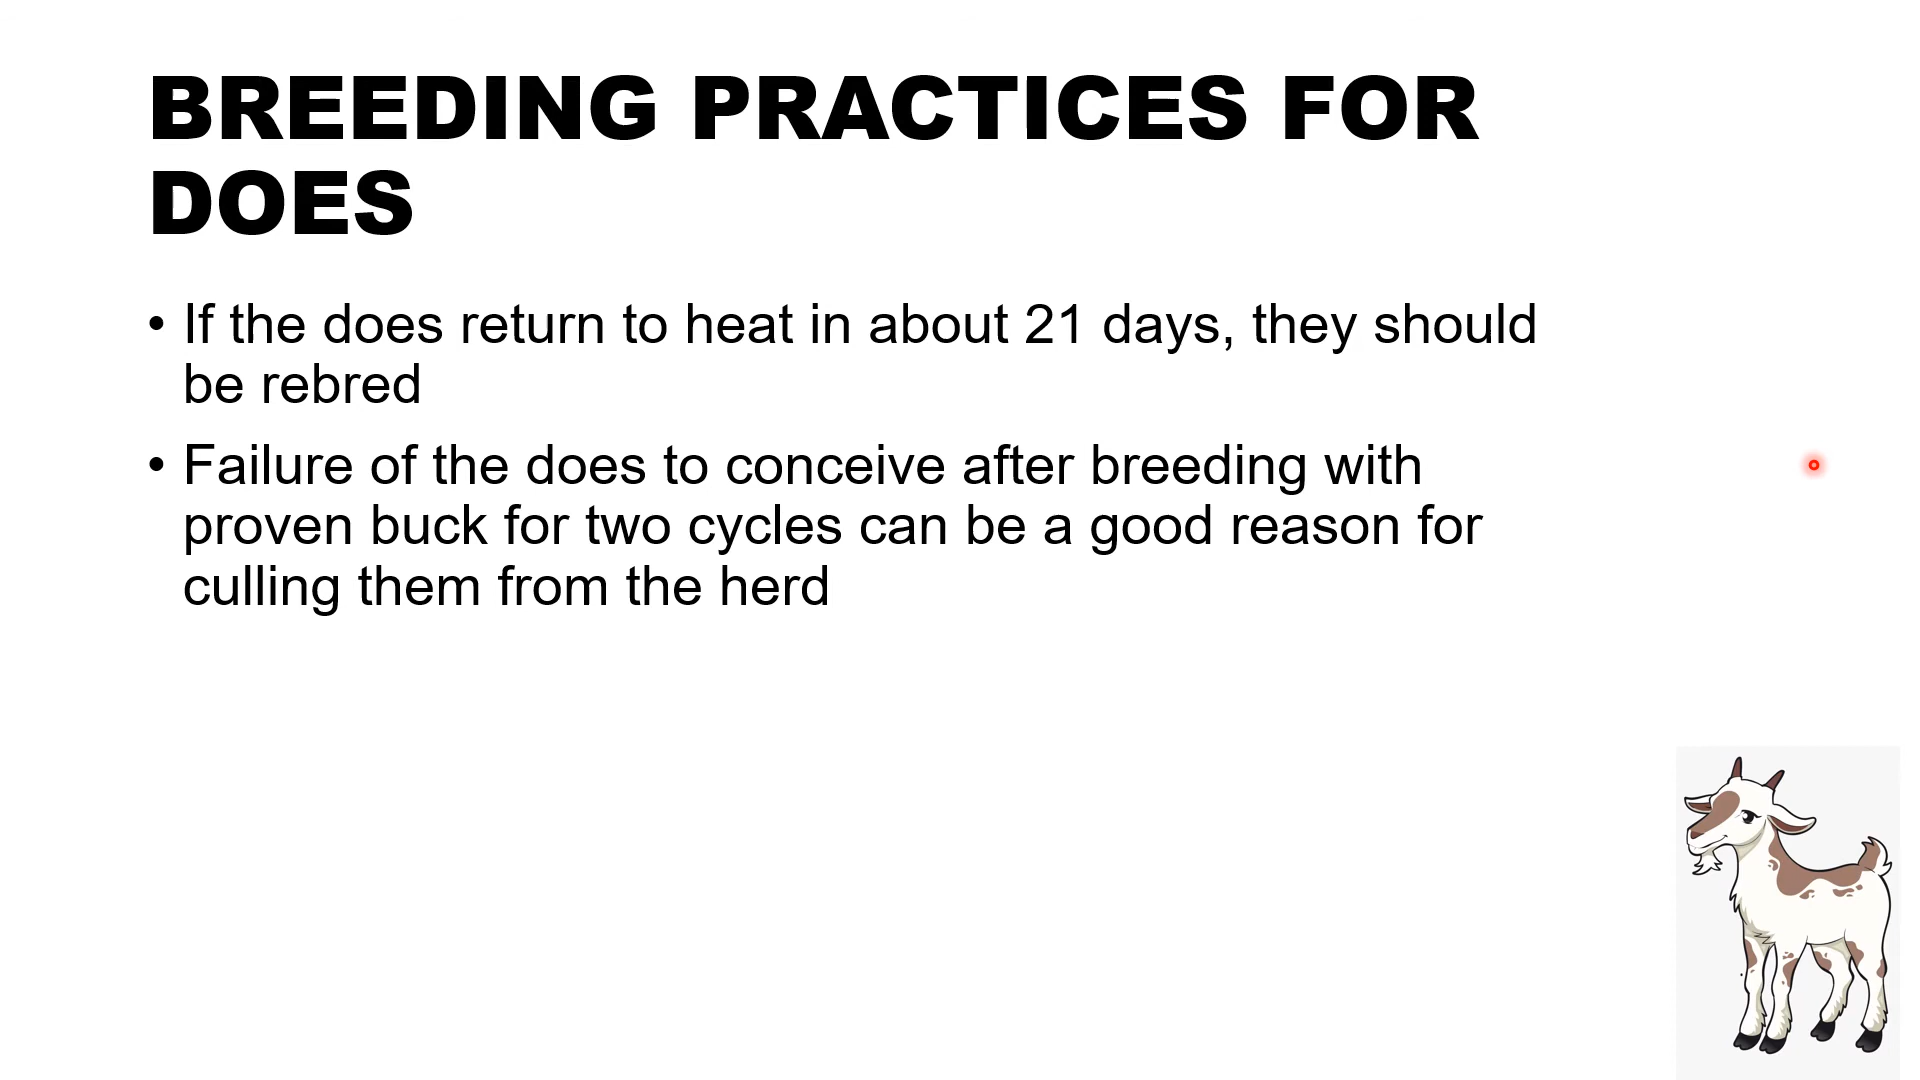 BREEDING PRACTICES FOR
DOES
• If the does return to heat in about 21 days, they should
be rebred
• Failure of the does to conceive after breeding with
proven buck for two cycles can be a good reason for
culling them from the herd